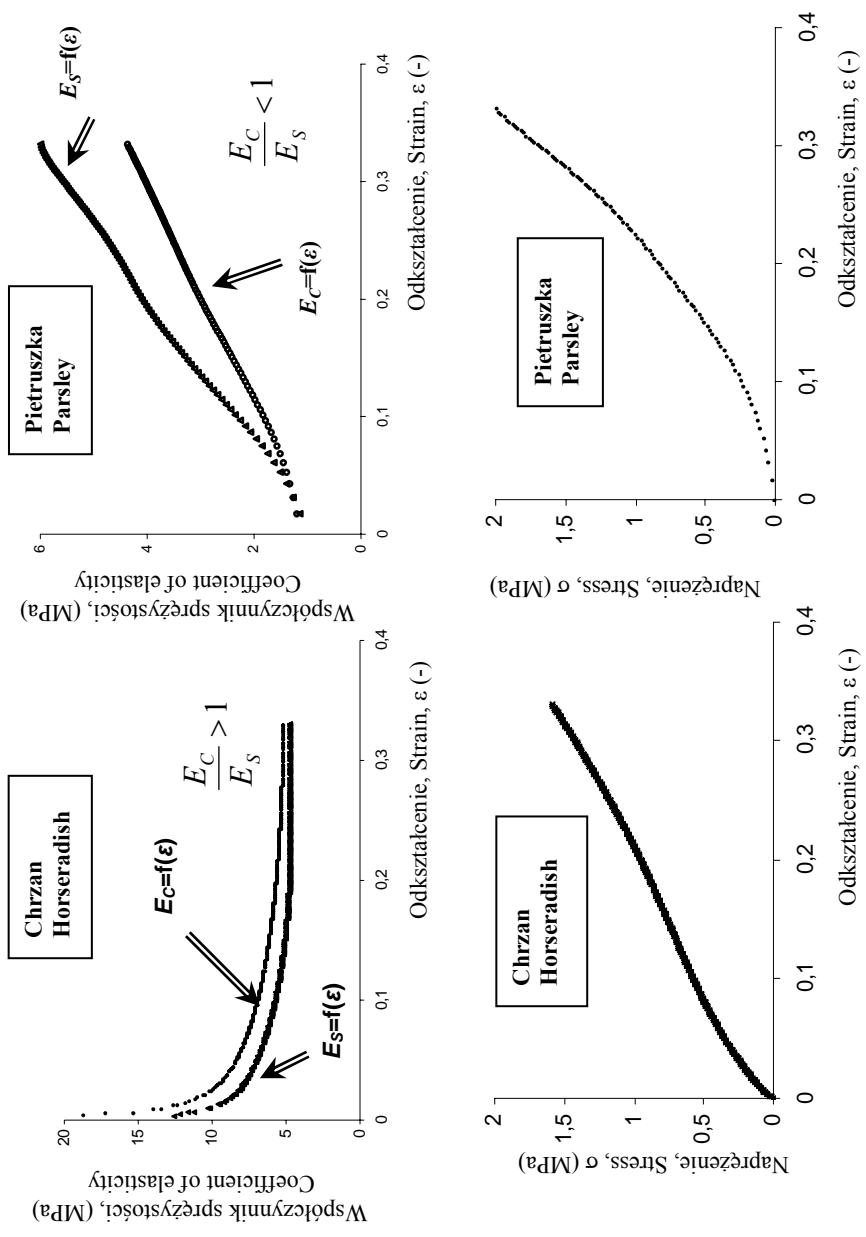 Chrzan
Horseradish
Współczynnik sprężystości, (MPa)
Coefficient of elasticity
20
15
10
5
0
E_C=f(ε)
E_S=f(ε)
E_C
E_S
> 1
0
0,1
0,2
0,3
0,4
Odkształcenie, Strain, ε (-)
Pietruszka
Parsley
Współczynnik sprężystości, (MPa)
Coefficient of elasticity
6
4
2
0
E_S=f(ε)
E_C=f(ε)
E_C
E_S
< 1
0
0,1
0,2
0,3
0,4
Odkształcenie, Strain, ε (-)
Chrzan
Horseradish
Naprężenie, Stress, σ (MPa)
2
1,5
1
0,5
0
0
0,1
0,2
0,3
0,4
Odkształcenie, Strain, ε (-)
Pietruszka
Parsley
Naprężenie, Stress, σ (MPa)
2
1,5
1
0,5
0
0
0,1
0,2
0,3
0,4
Odkształcenie, Strain, ε (-)